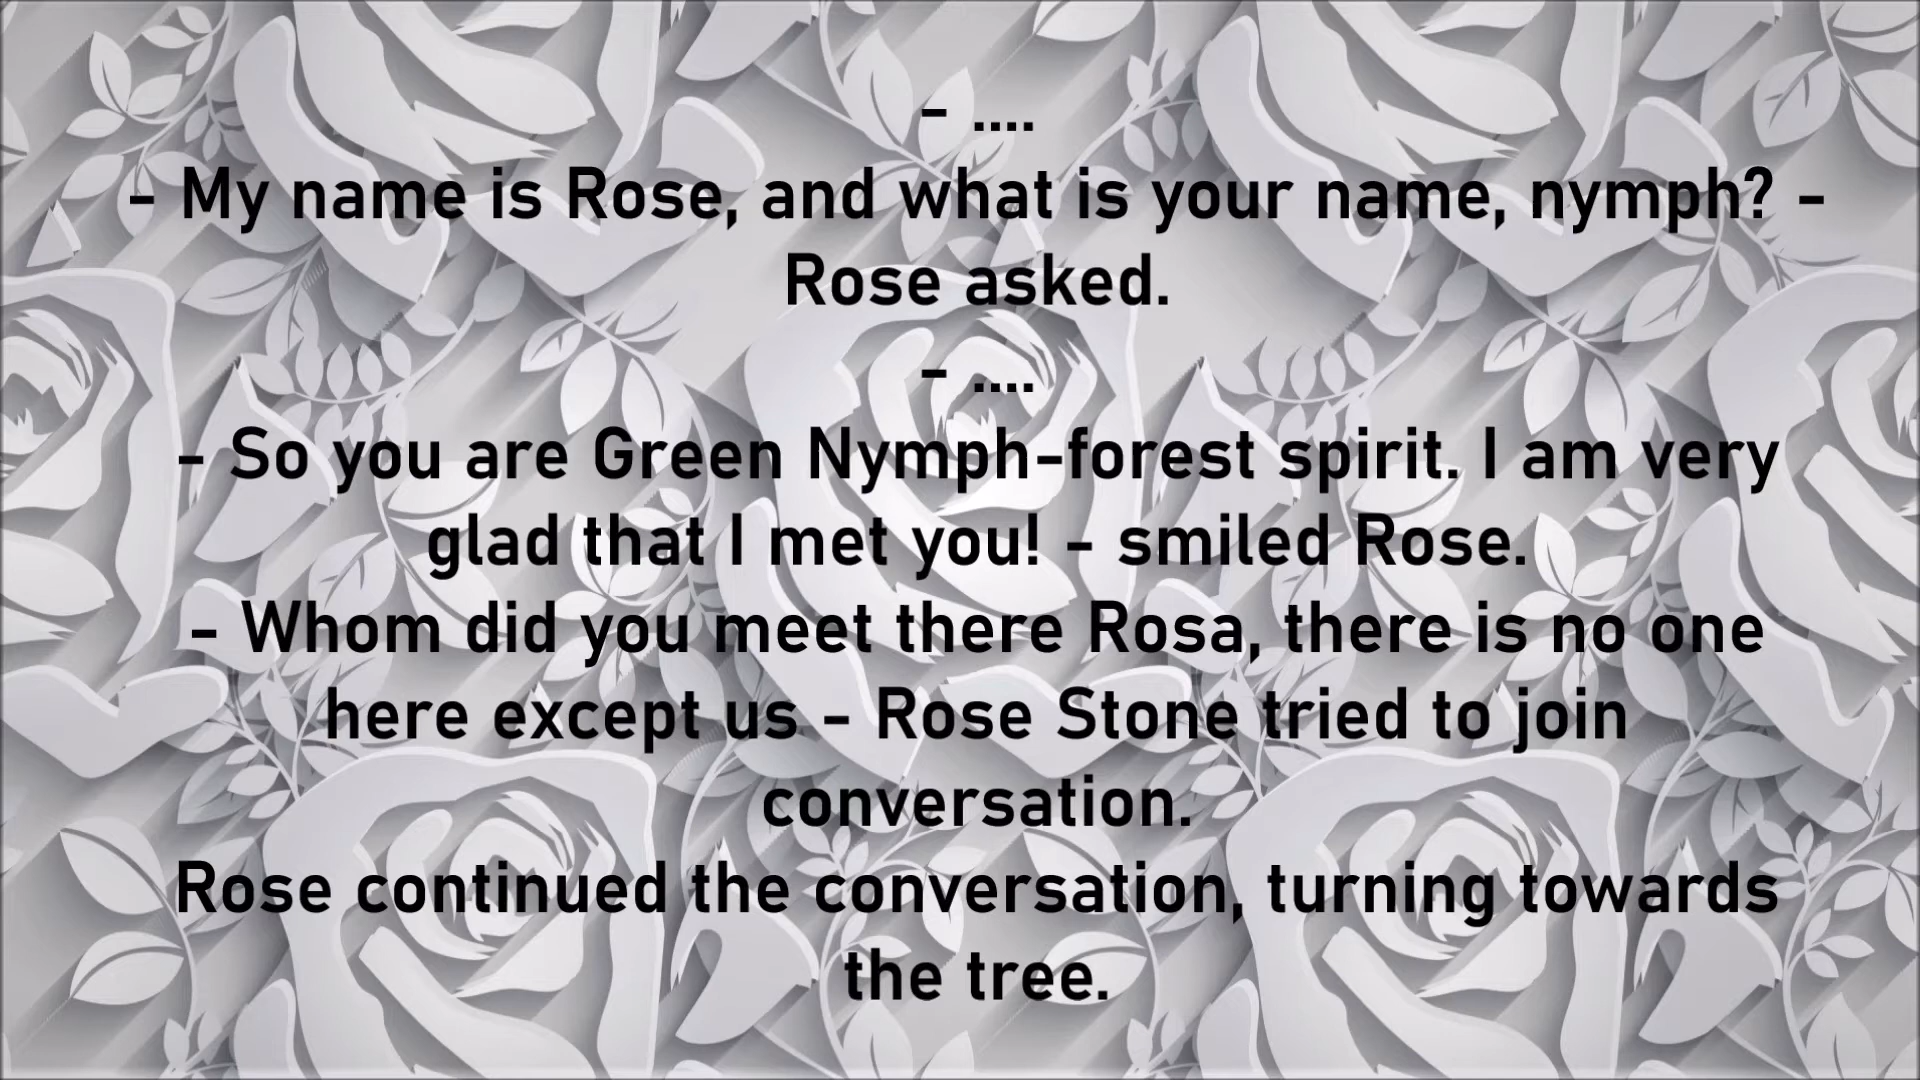 - ....
- My name is Rose, and what is your name, nymph? -
Rose asked.
- ....
- So you are Green Nymph-forest spirit. I am very
glad that I met you! - smiled Rose.
- Whom did you meet there Rosa, there is no one
here except us - Rose Stone tried to join
conversation.
Rose continued the conversation, turning towards
the tree.